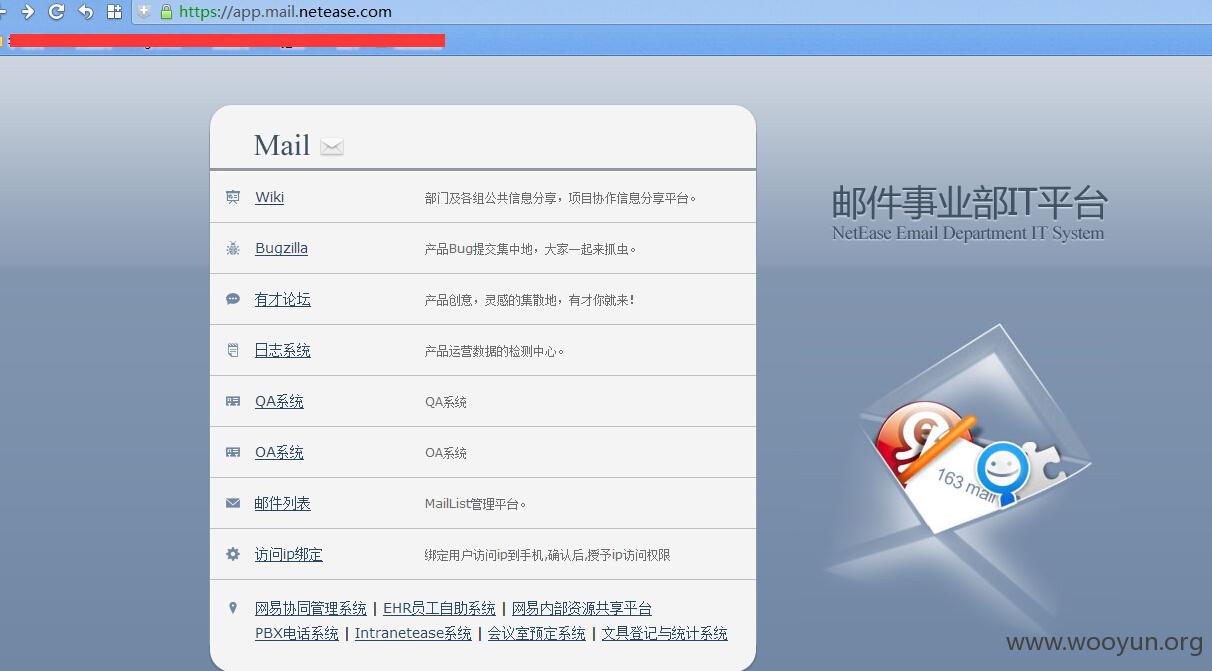 https://app.mail.netease.com
Mail
Wiki 部门及各组公共信息分享，项目协作信息分享平台。
Bugzilla 产品Bug提交集中地，大家一起来抓虫。
有才论坛 产品创意，灵感的集散地，有才你就来！
日志系统 产品运营数据的检测中心。
QA系统 QA系统
OA系统 OA系统
邮件列表 MailList管理平台。
访问ip绑定 绑定用户访问ip到手机,确认后,授予ip访问权限
网易协同管理系统 | EHR员工自助系统 | 网易内部资源共享平台
PBX电话系统 | Intranetease系统 | 会议室预定系统 | 文具登记与统计系统
邮件事业部IT平台
NetEase Email Department IT System
163 mail
www.wooyun.org